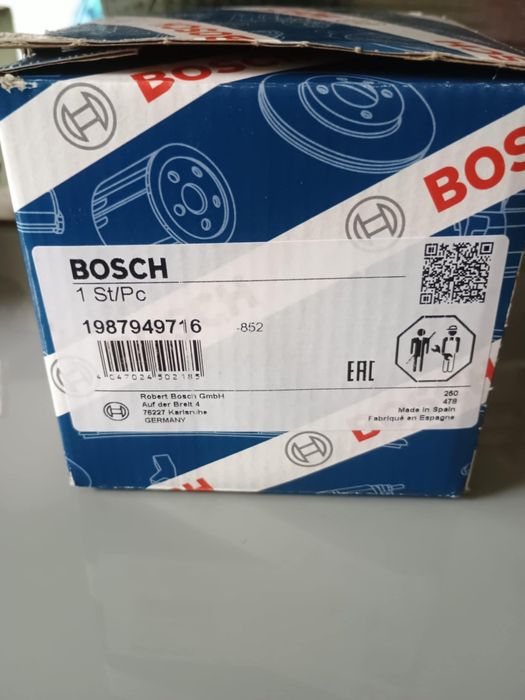 BOSCH
BOSCH
BOSCH
1 St/Pc
1987949716 -852
4 047024 502185
EAC
Robert Bosch GmbH
Auf der Breit 4
76227 Karlsruhe
GERMANY
260
478
Made in Spain
Fabriqué en Espagne
BOSCH